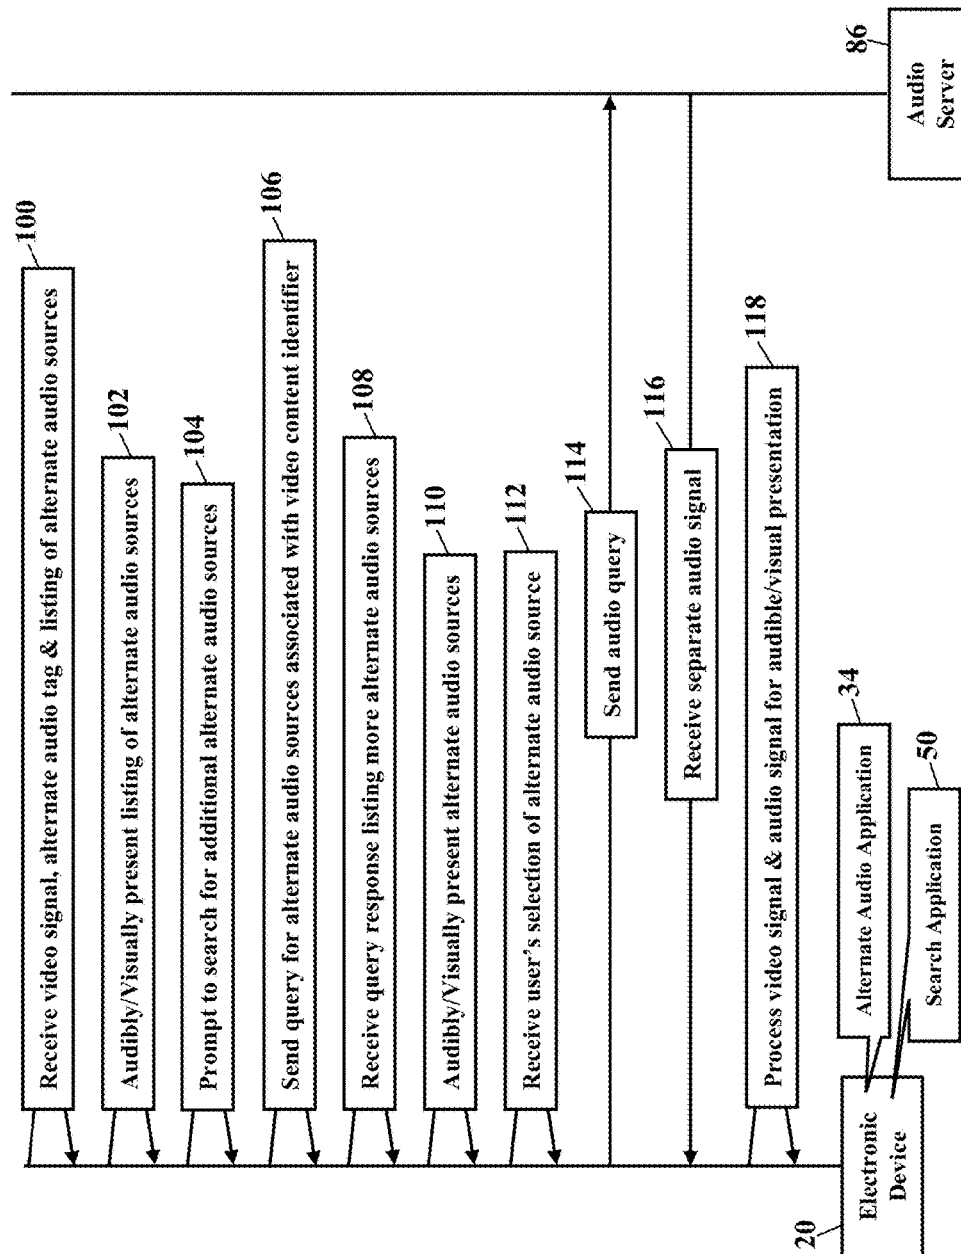 100
Receive video signal, alternate audio tag & listing of alternate audio sources
102
Audibly/Visually present listing of alternate audio sources
104
Prompt to search for additional alternate audio sources
106
Send query for alternate audio sources associated with video content identifier
108
Receive query response listing more alternate audio sources
110
Audibly/Visually present alternate audio sources
112
Receive user's selection of alternate audio source
114
Send audio query
116
Receive separate audio signal
118
Process video signal & audio signal for audible/visual presentation
20
Electronic
Device
34
Alternate Audio Application
50
Search Application
86
Audio
Server